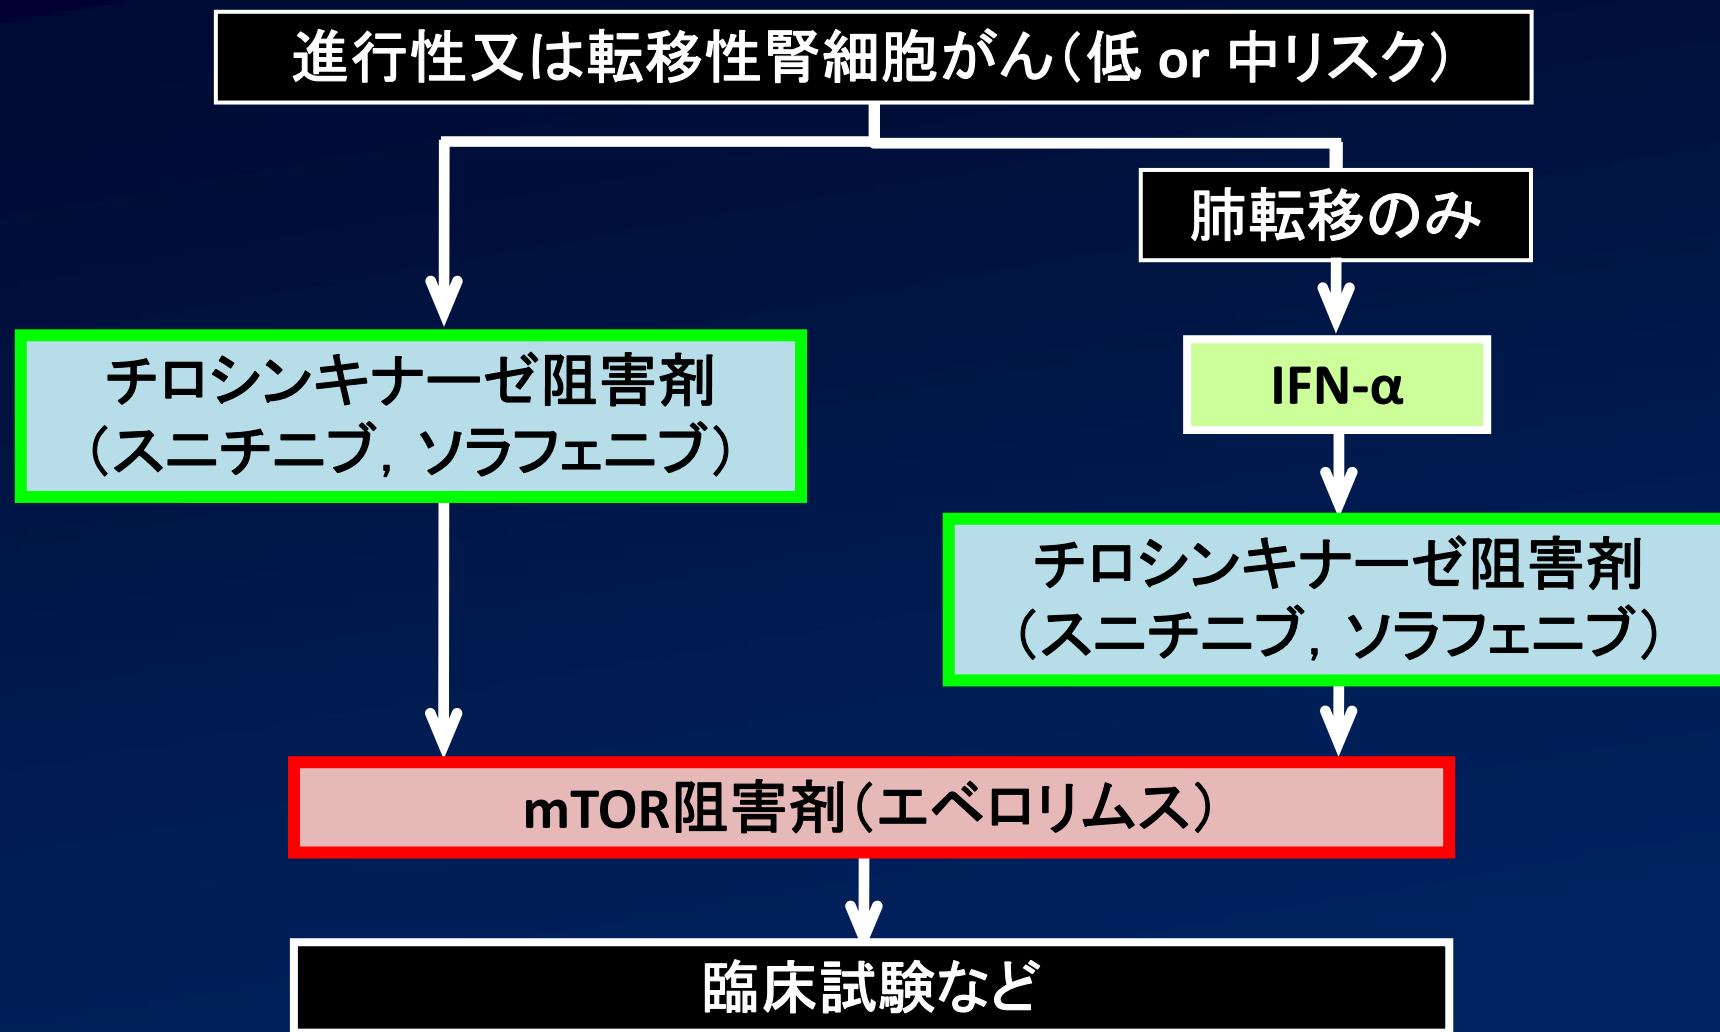 進行性又は転移性腎細胞がん（低 or 中リスク）
肺転移のみ
チロシンキナーゼ阻害剤
（スニチニブ，ソラフェニブ）
IFN-α
チロシンキナーゼ阻害剤
（スニチニブ，ソラフェニブ）
mTOR阻害剤（エベロリムス）
臨床試験など